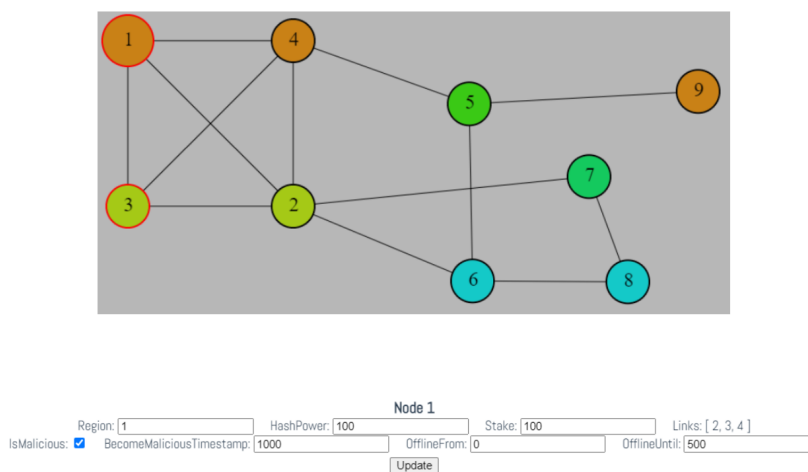 1
4
9
5
7
3
2
6
8
Node 1
Region: 1 HashPower: 100 Stake: 100 Links: [ 2, 3, 4 ]
IsMalicious: BecomeMaliciousTimestamp: 1000 OfflineFrom: 0 OfflineUntil: 500
Update